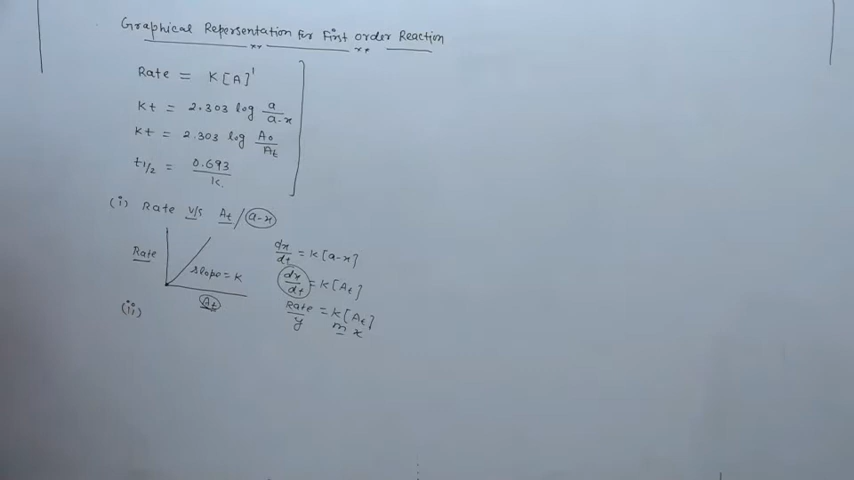 Graphical Repersentation for First order Reaction
Rate = K[A]¹
Kt = 2.303 log a/a-x
Kt = 2.303 log A₀/At
t1/2 = 0.693/k.
(i) Rate v/s At/(a-x)
Rate
slope = K
At
dx/dt = K[a-x]
dx/dt = K[At]
Rate = K[At]
y m x
(ii)